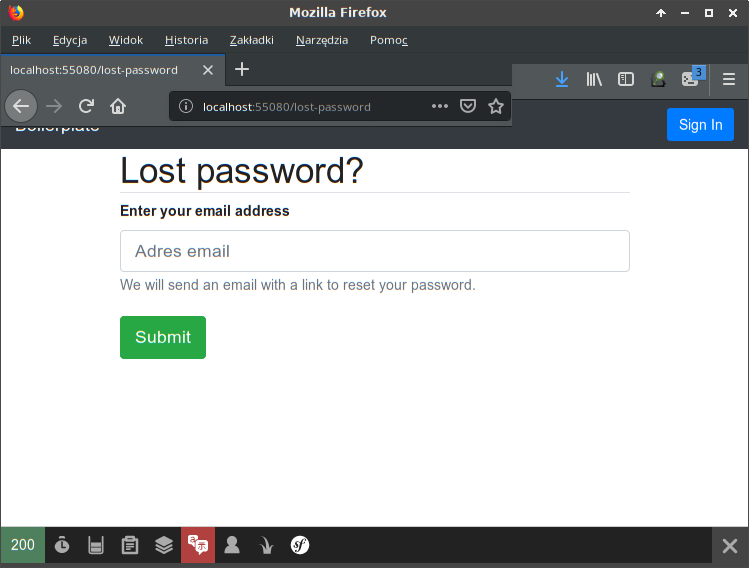 Mozilla Firefox
Plik Edycja Widok Historia Zakładki Narzędzia Pomoc
localhost:55080/lost-password
localhost:55080/lost-password
3
Boilerplate
Sign In
Lost password?
Enter your email address
Adres email
We will send an email with a link to reset your password.
Submit
200
sf